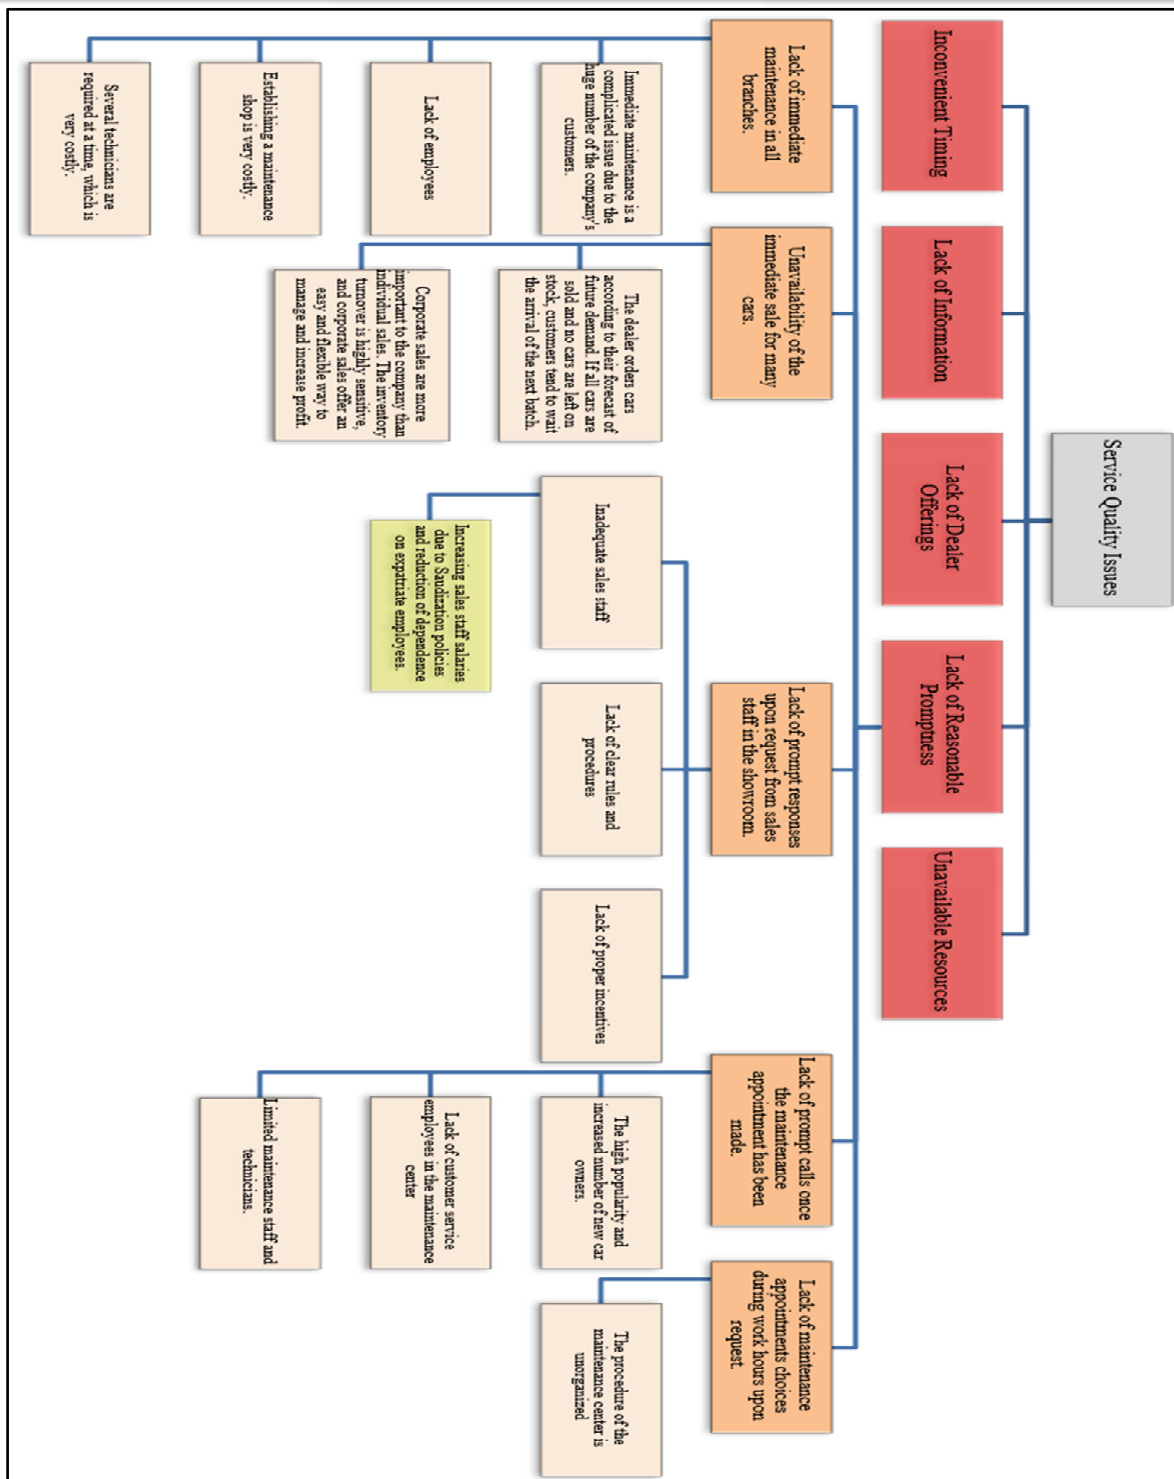 Service Quality Issues
Inconvenient Timing
Lack of Information
Lack of Dealer
Offerings
Lack of Reasonable
Promptness
Unavailable Resources
Lack of immediate
maintenance in all
branches.
Immediate maintenance is a
complicated issue due to the
huge number of the company's
customers.
Lack of employees
Establishing a maintenance
shop is very costly.
Several technicians are
required at a time, which is
very costly.
Unavailability of the
immediate sale for many
cars.
The dealer orders cars
according to their forecast of
future demand. If all cars are
sold and no cars are left on
stock, customers tend to wait
the arrival of the next batch.
Corporate sales are more
important to the company than
individual sales. The inventory
turnover is highly sensitive,
and corporate sales offer an
easy and flexible way to
manage and increase profit.
Lack of prompt responses
upon request from sales
staff in the showroom.
Inadequate sales staff
Increasing sales staff salaries
due to Saudization policies
and reduction of dependence
on expatriate employees.
Lack of clear rules and
procedures
Lack of proper incentives
Lack of prompt calls once
the maintenance
appointment has been
made.
The high popularity and
increased number of new car
owners.
Lack of customer service
employees in the maintenance
center
Limited maintenance staff and
technicians.
Lack of maintenance
appointments choices
during work hours upon
request.
The procedure of the
maintenance center is
unorganized